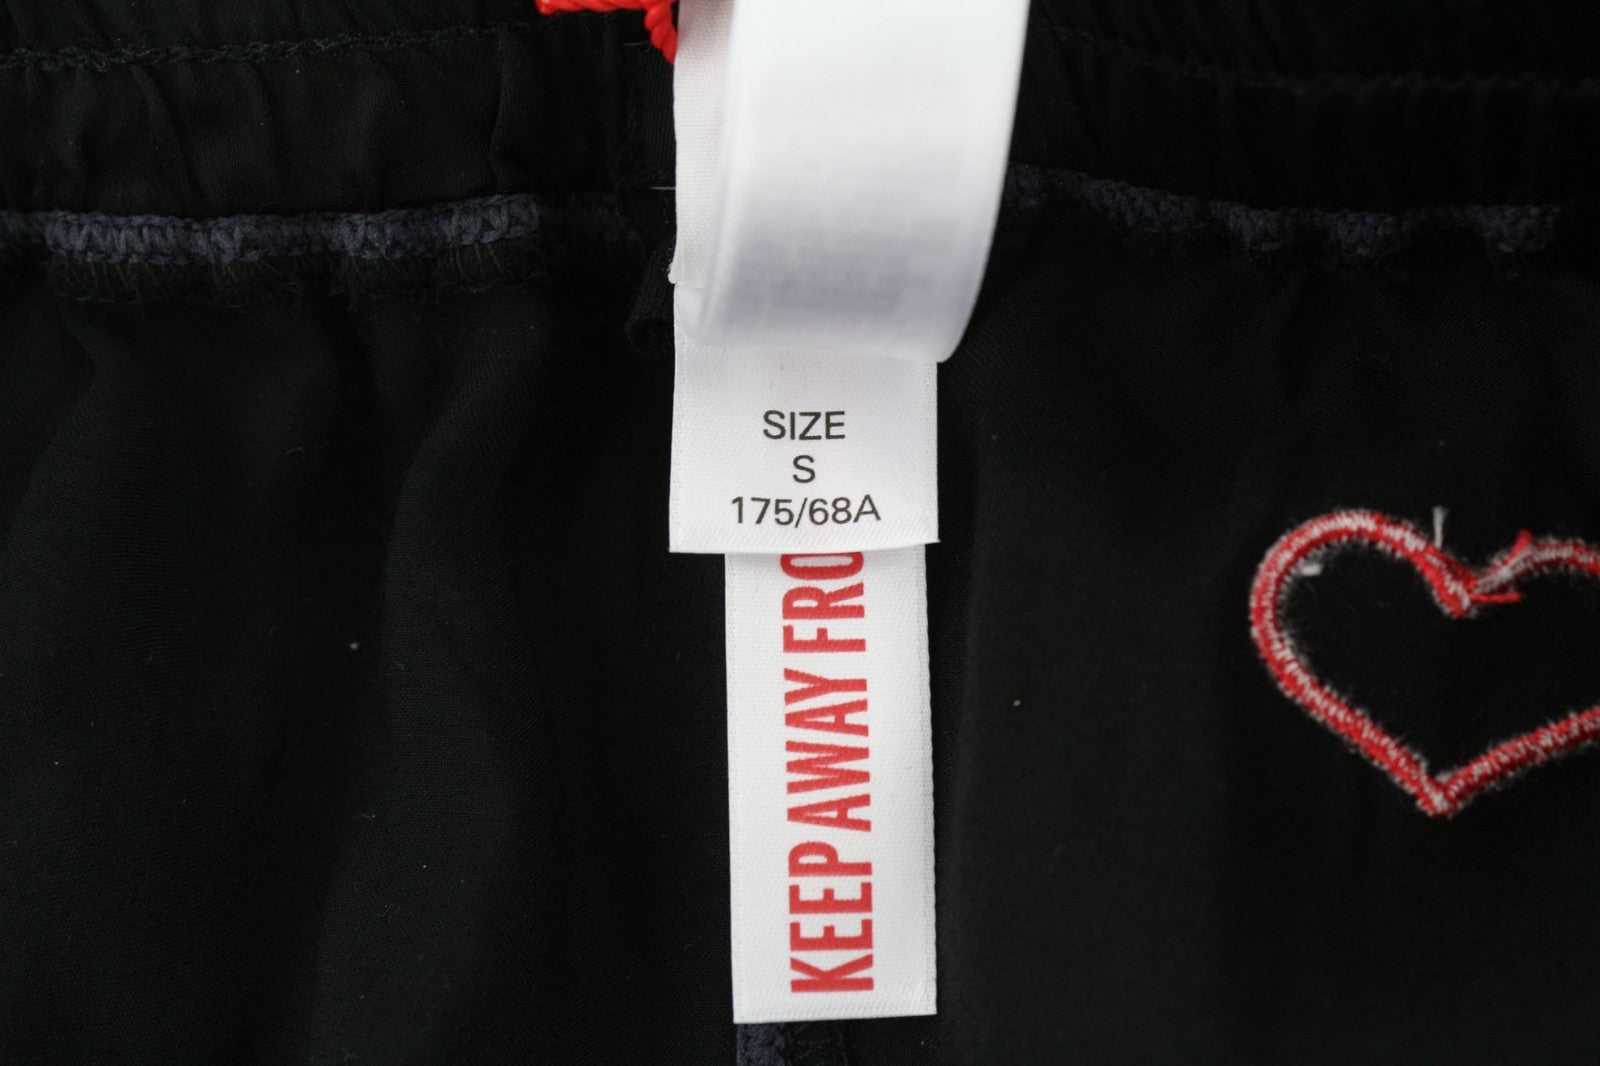 SIZE
S
175/68A
KEEP AWAY FRO